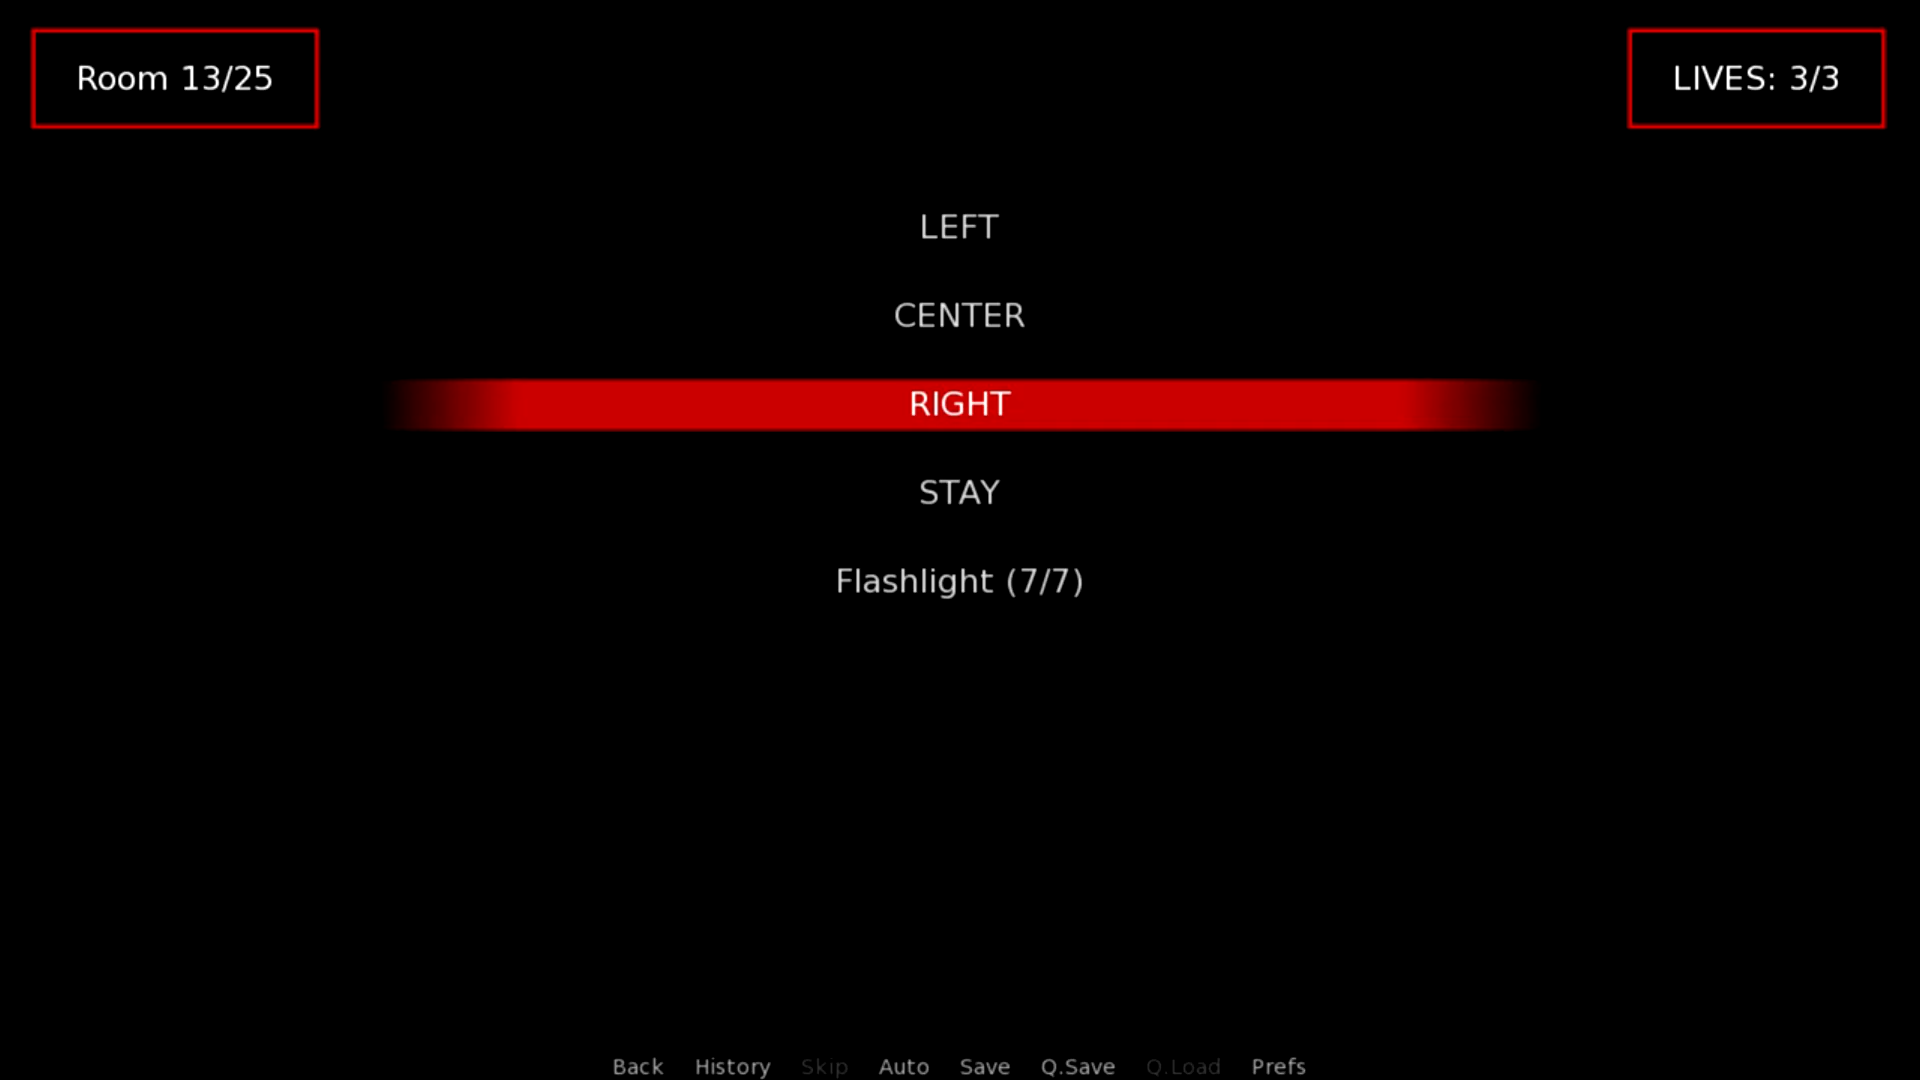 Room 13/25
LIVES: 3/3
LEFT
CENTER
RIGHT
STAY
Flashlight (7/7)
Back History Skip Auto Save Q.Save Q.Load Prefs